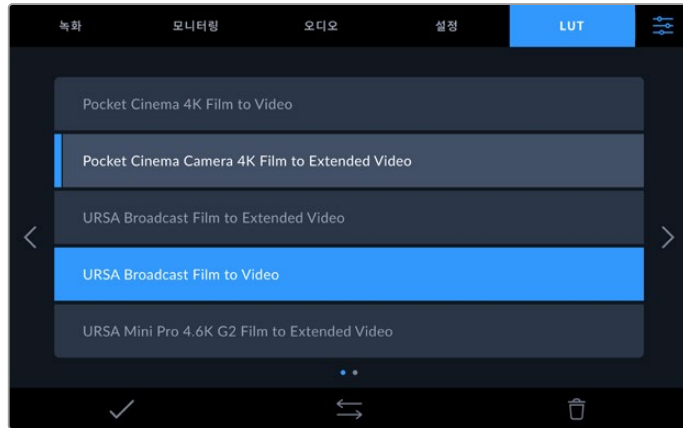 녹화 모니터링 오디오 설정 LUT
Pocket Cinema 4K Film to Video
Pocket Cinema Camera 4K Film to Extended Video
URSA Broadcast Film to Extended Video
URSA Broadcast Film to Video
URSA Mini Pro 4.6K G2 Film to Extended Video